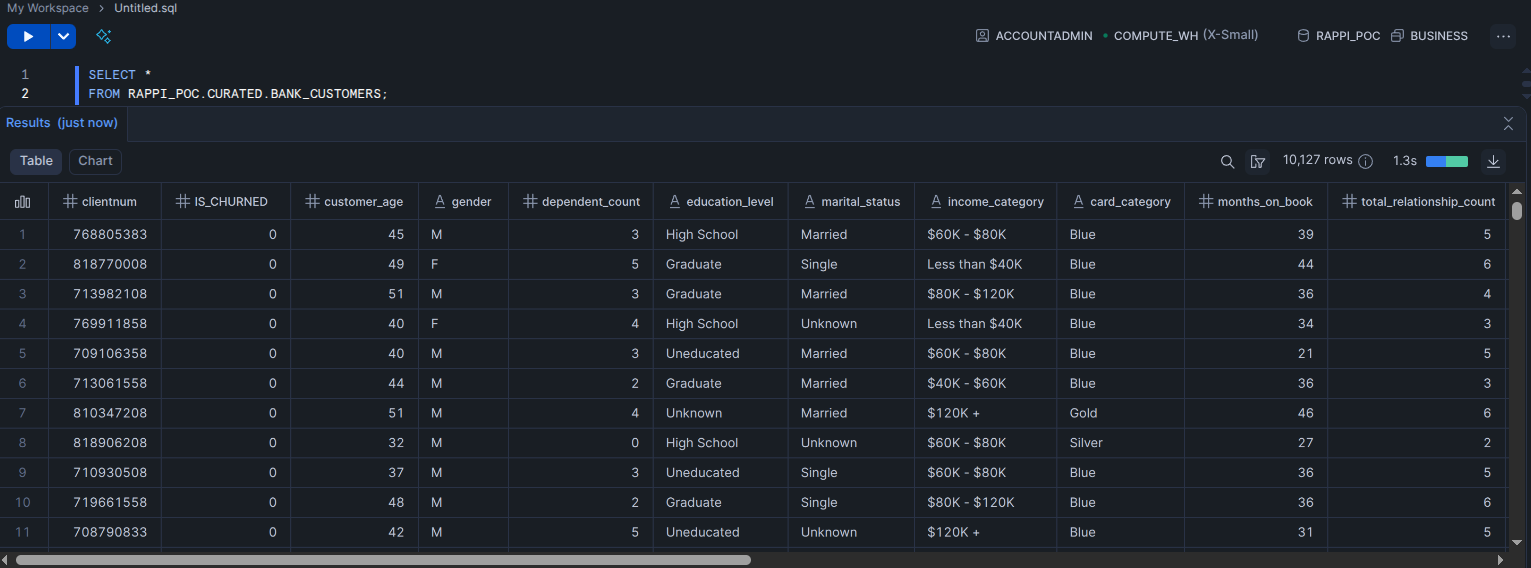 My Workspace > Untitled.sql
ACCOUNTADMIN • COMPUTE_WH (X-Small) RAPPI_POC BUSINESS ...
1 SELECT *
2 FROM RAPPI_POC.CURATED.BANK_CUSTOMERS;
Results (just now)
Table Chart 10,127 rows 1.3s
# clientnum # IS_CHURNED # customer_age A gender # dependent_count A education_level A marital_status A income_category A card_category # months_on_book # total_relationship_count
1 768805383 0 45 M 3 High School Married $60K - $80K Blue 39 5
2 818770008 0 49 F 5 Graduate Single Less than $40K Blue 44 6
3 713982108 0 51 M 3 Graduate Married $80K - $120K Blue 36 4
4 769911858 0 40 F 4 High School Unknown Less than $40K Blue 34 3
5 709106358 0 40 M 3 Uneducated Married $60K - $80K Blue 21 5
6 713061558 0 44 M 2 Graduate Married $40K - $60K Blue 36 3
7 810347208 0 51 M 4 Unknown Married $120K + Gold 46 6
8 818906208 0 32 M 0 High School Unknown $60K - $80K Silver 27 2
9 710930508 0 37 M 3 Uneducated Single $60K - $80K Blue 36 5
10 719661558 0 48 M 2 Graduate Single $80K - $120K Blue 36 6
11 708790833 0 42 M 5 Uneducated Unknown $120K + Blue 31 5